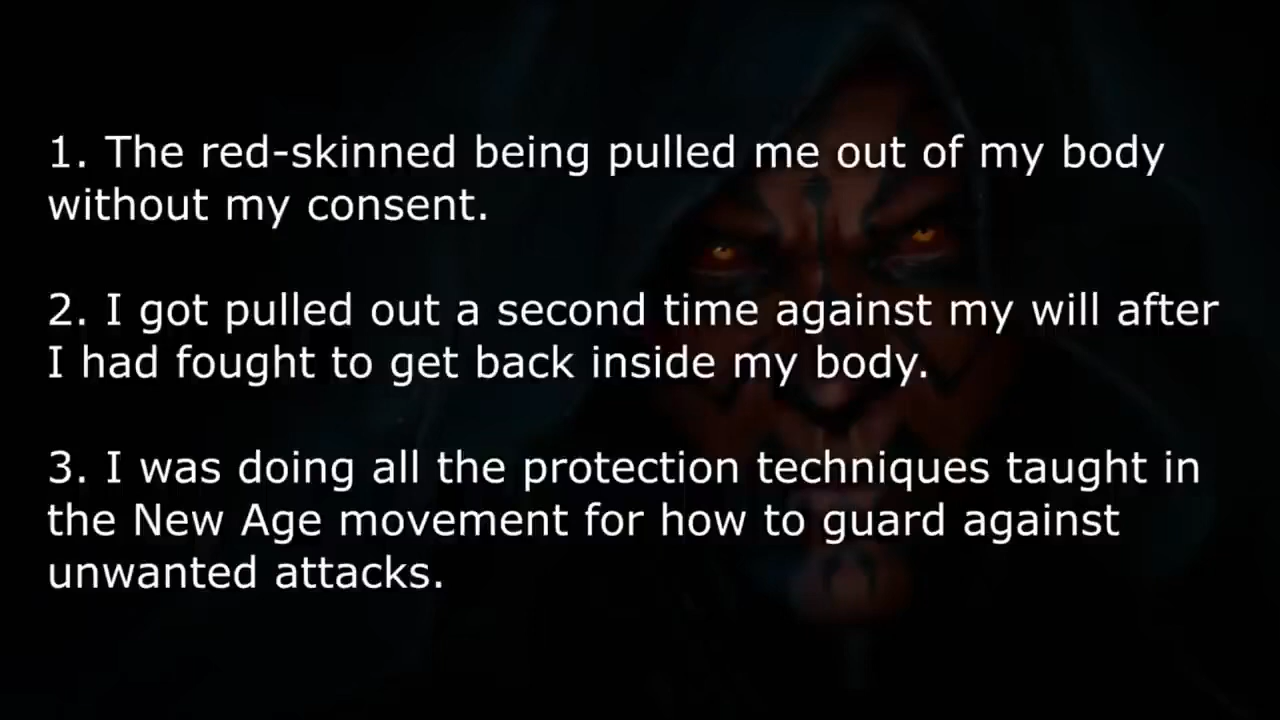 1. The red-skinned being pulled me out of my body
without my consent.
2. I got pulled out a second time against my will after
I had fought to get back inside my body.
3. I was doing all the protection techniques taught in
the New Age movement for how to guard against
unwanted attacks.